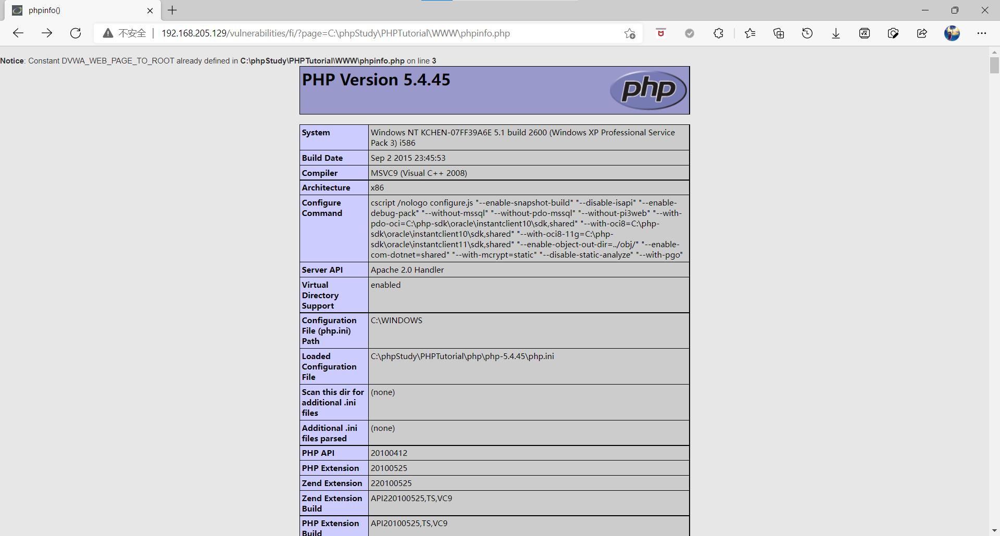 phpinfo()
不安全 192.168.205.129/vulnerabilities/fi/?page=C:\phpStudy\PHPTutorial\WWW\phpinfo.php
Notice: Constant DVWA_WEB_PAGE_TO_ROOT already defined in C:\phpStudy\PHPTutorial\WWW\phpinfo.php on line 3
PHP Version 5.4.45
php
System
Windows NT KCHEN-07FF39A6E 5.1 build 2600 (Windows XP Professional Service
Pack 3) i586
Build Date
Sep 2 2015 23:45:53
Compiler
MSVC9 (Visual C++ 2008)
Architecture
x86
Configure
Command
cscript /nologo configure.js "--enable-snapshot-build" "--disable-isapi" "--enable-
debug-pack" "--without-mssql" "--without-pdo-mssql" "--without-pi3web" "--with-
pdo-oci=C:\php-sdk\oracle\instantclient10\sdk,shared" "--with-oci8=C:\php-
sdk\oracle\instantclient10\sdk,shared" "--with-oci8-11g=C:\php-
sdk\oracle\instantclient11\sdk,shared" "--enable-object-out-dir=../obj/" "--enable-
com-dotnet=shared" "--with-mcrypt=static" "--disable-static-analyze" "--with-pgo"
Server API
Apache 2.0 Handler
Virtual
Directory
Support
enabled
Configuration
File (php.ini)
Path
C:\WINDOWS
Loaded
Configuration
File
C:\phpStudy\PHPTutorial\php\php-5.4.45\php.ini
Scan this dir for
additional .ini
files
(none)
Additional .ini
files parsed
(none)
PHP API
20100412
PHP Extension
20100525
Zend Extension
220100525
Zend Extension
Build
API220100525,TS,VC9
PHP Extension
Build
API20100525,TS,VC9